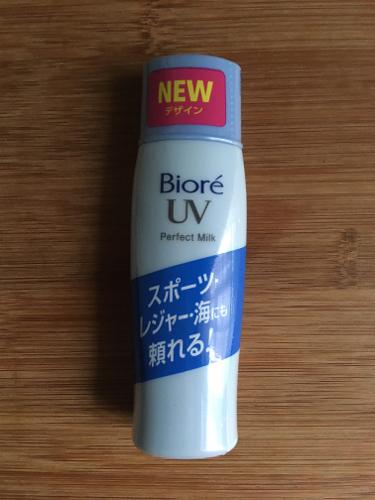 NEW
デザイン
Bioré
UV
Perfect Milk
スポーツ・
レジャー・海にも
頼れる!